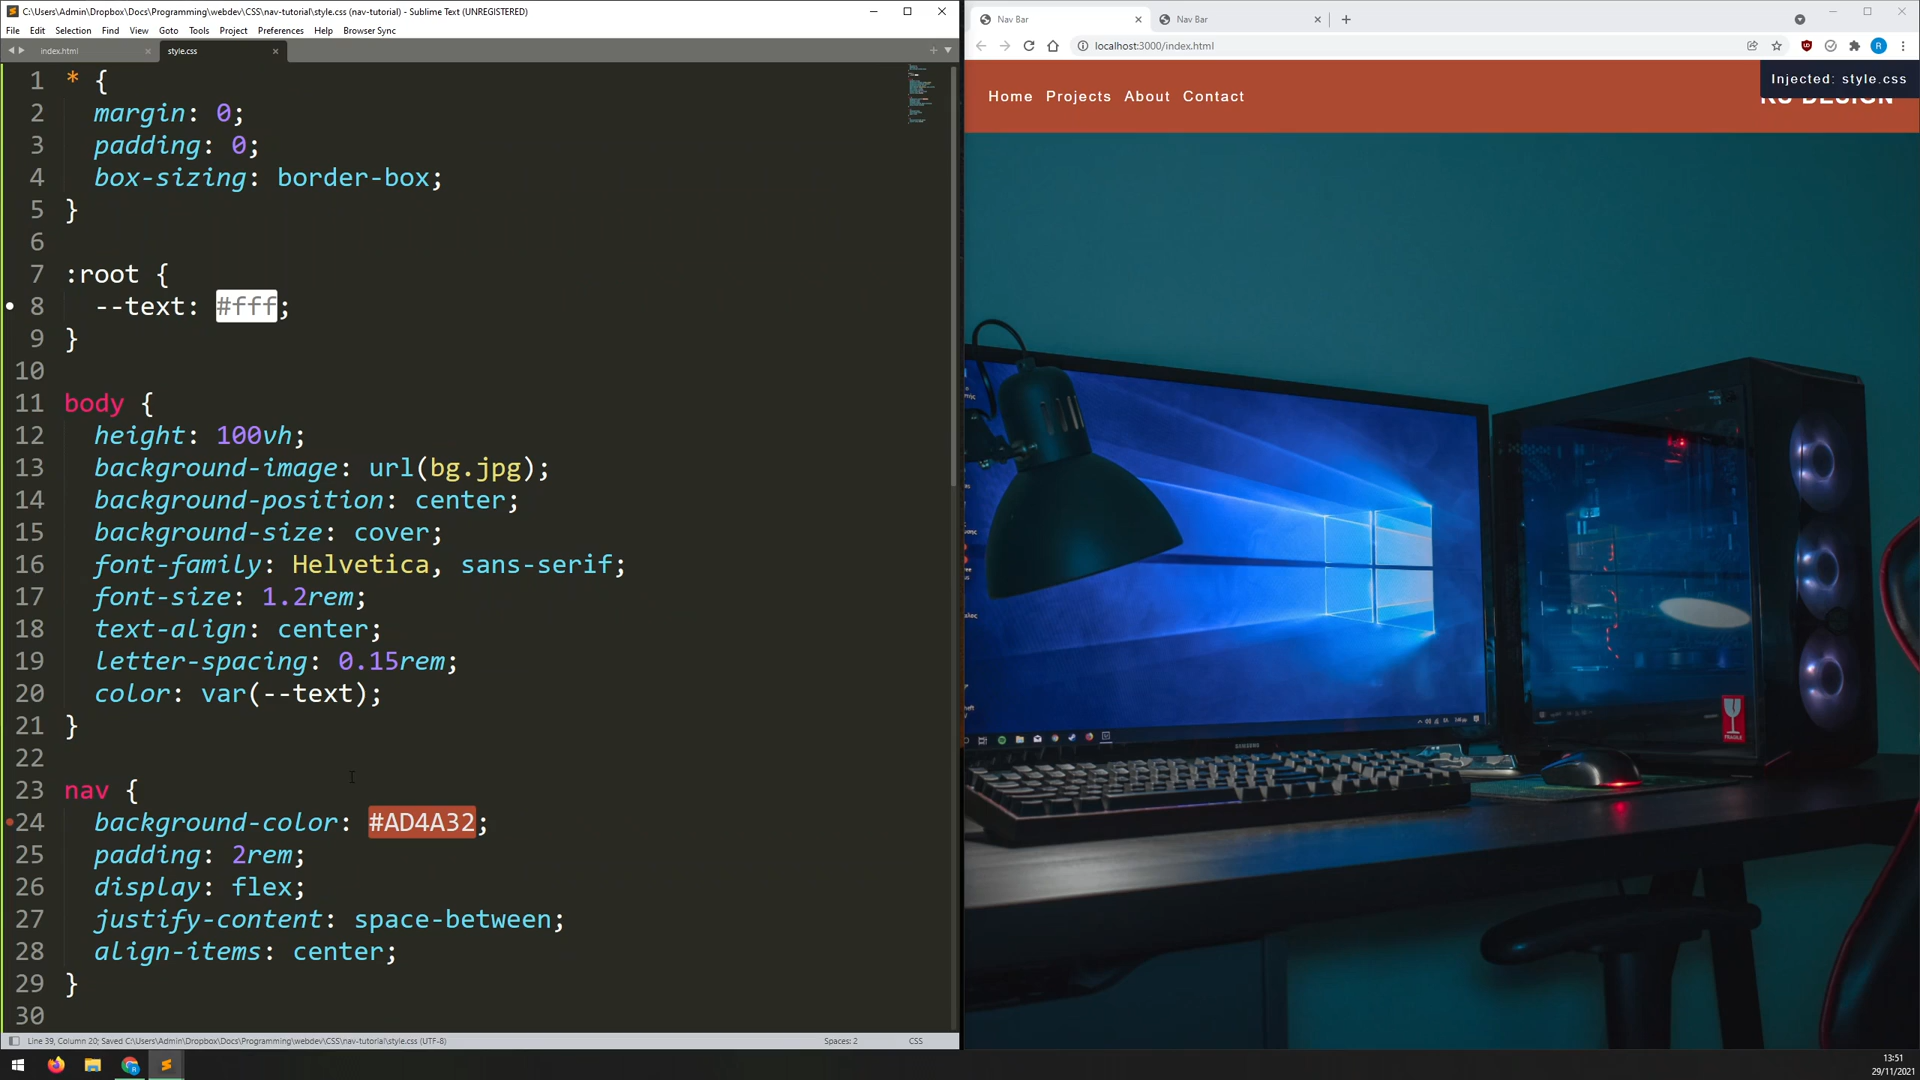 C:\Users\Admin\Dropbox\Docs\Programming\webdev\CSS\nav-tutorial\style.css (nav-tutorial) - Sublime Text (UNREGISTERED)
File Edit Selection Find View Goto Tools Project Preferences Help Browser Sync
index.html style.css
1 * {
2 margin: 0;
3 padding: 0;
4 box-sizing: border-box;
5 }
6
7 :root {
8 --text: #fff;
9 }
10
11 body {
12 height: 100vh;
13 background-image: url(bg.jpg);
14 background-position: center;
15 background-size: cover;
16 font-family: Helvetica, sans-serif;
17 font-size: 1.2rem;
18 text-align: center;
19 letter-spacing: 0.15rem;
20 color: var(--text);
21 }
22
23 nav {
24 background-color: #AD4A32;
25 padding: 2rem;
26 display: flex;
27 justify-content: space-between;
28 align-items: center;
29 }
30
Line 39, Column 20; Saved C:\Users\Admin\Dropbox\Docs\Programming\webdev\CSS\nav-tutorial\style.css (UTF-8) Spaces: 2 CSS
Nav Bar Nav Bar
localhost:3000/index.html
Injected: style.css
Home Projects About Contact DESIGN
SAMSUNG
FRAGILE
13:51
29/11/2021